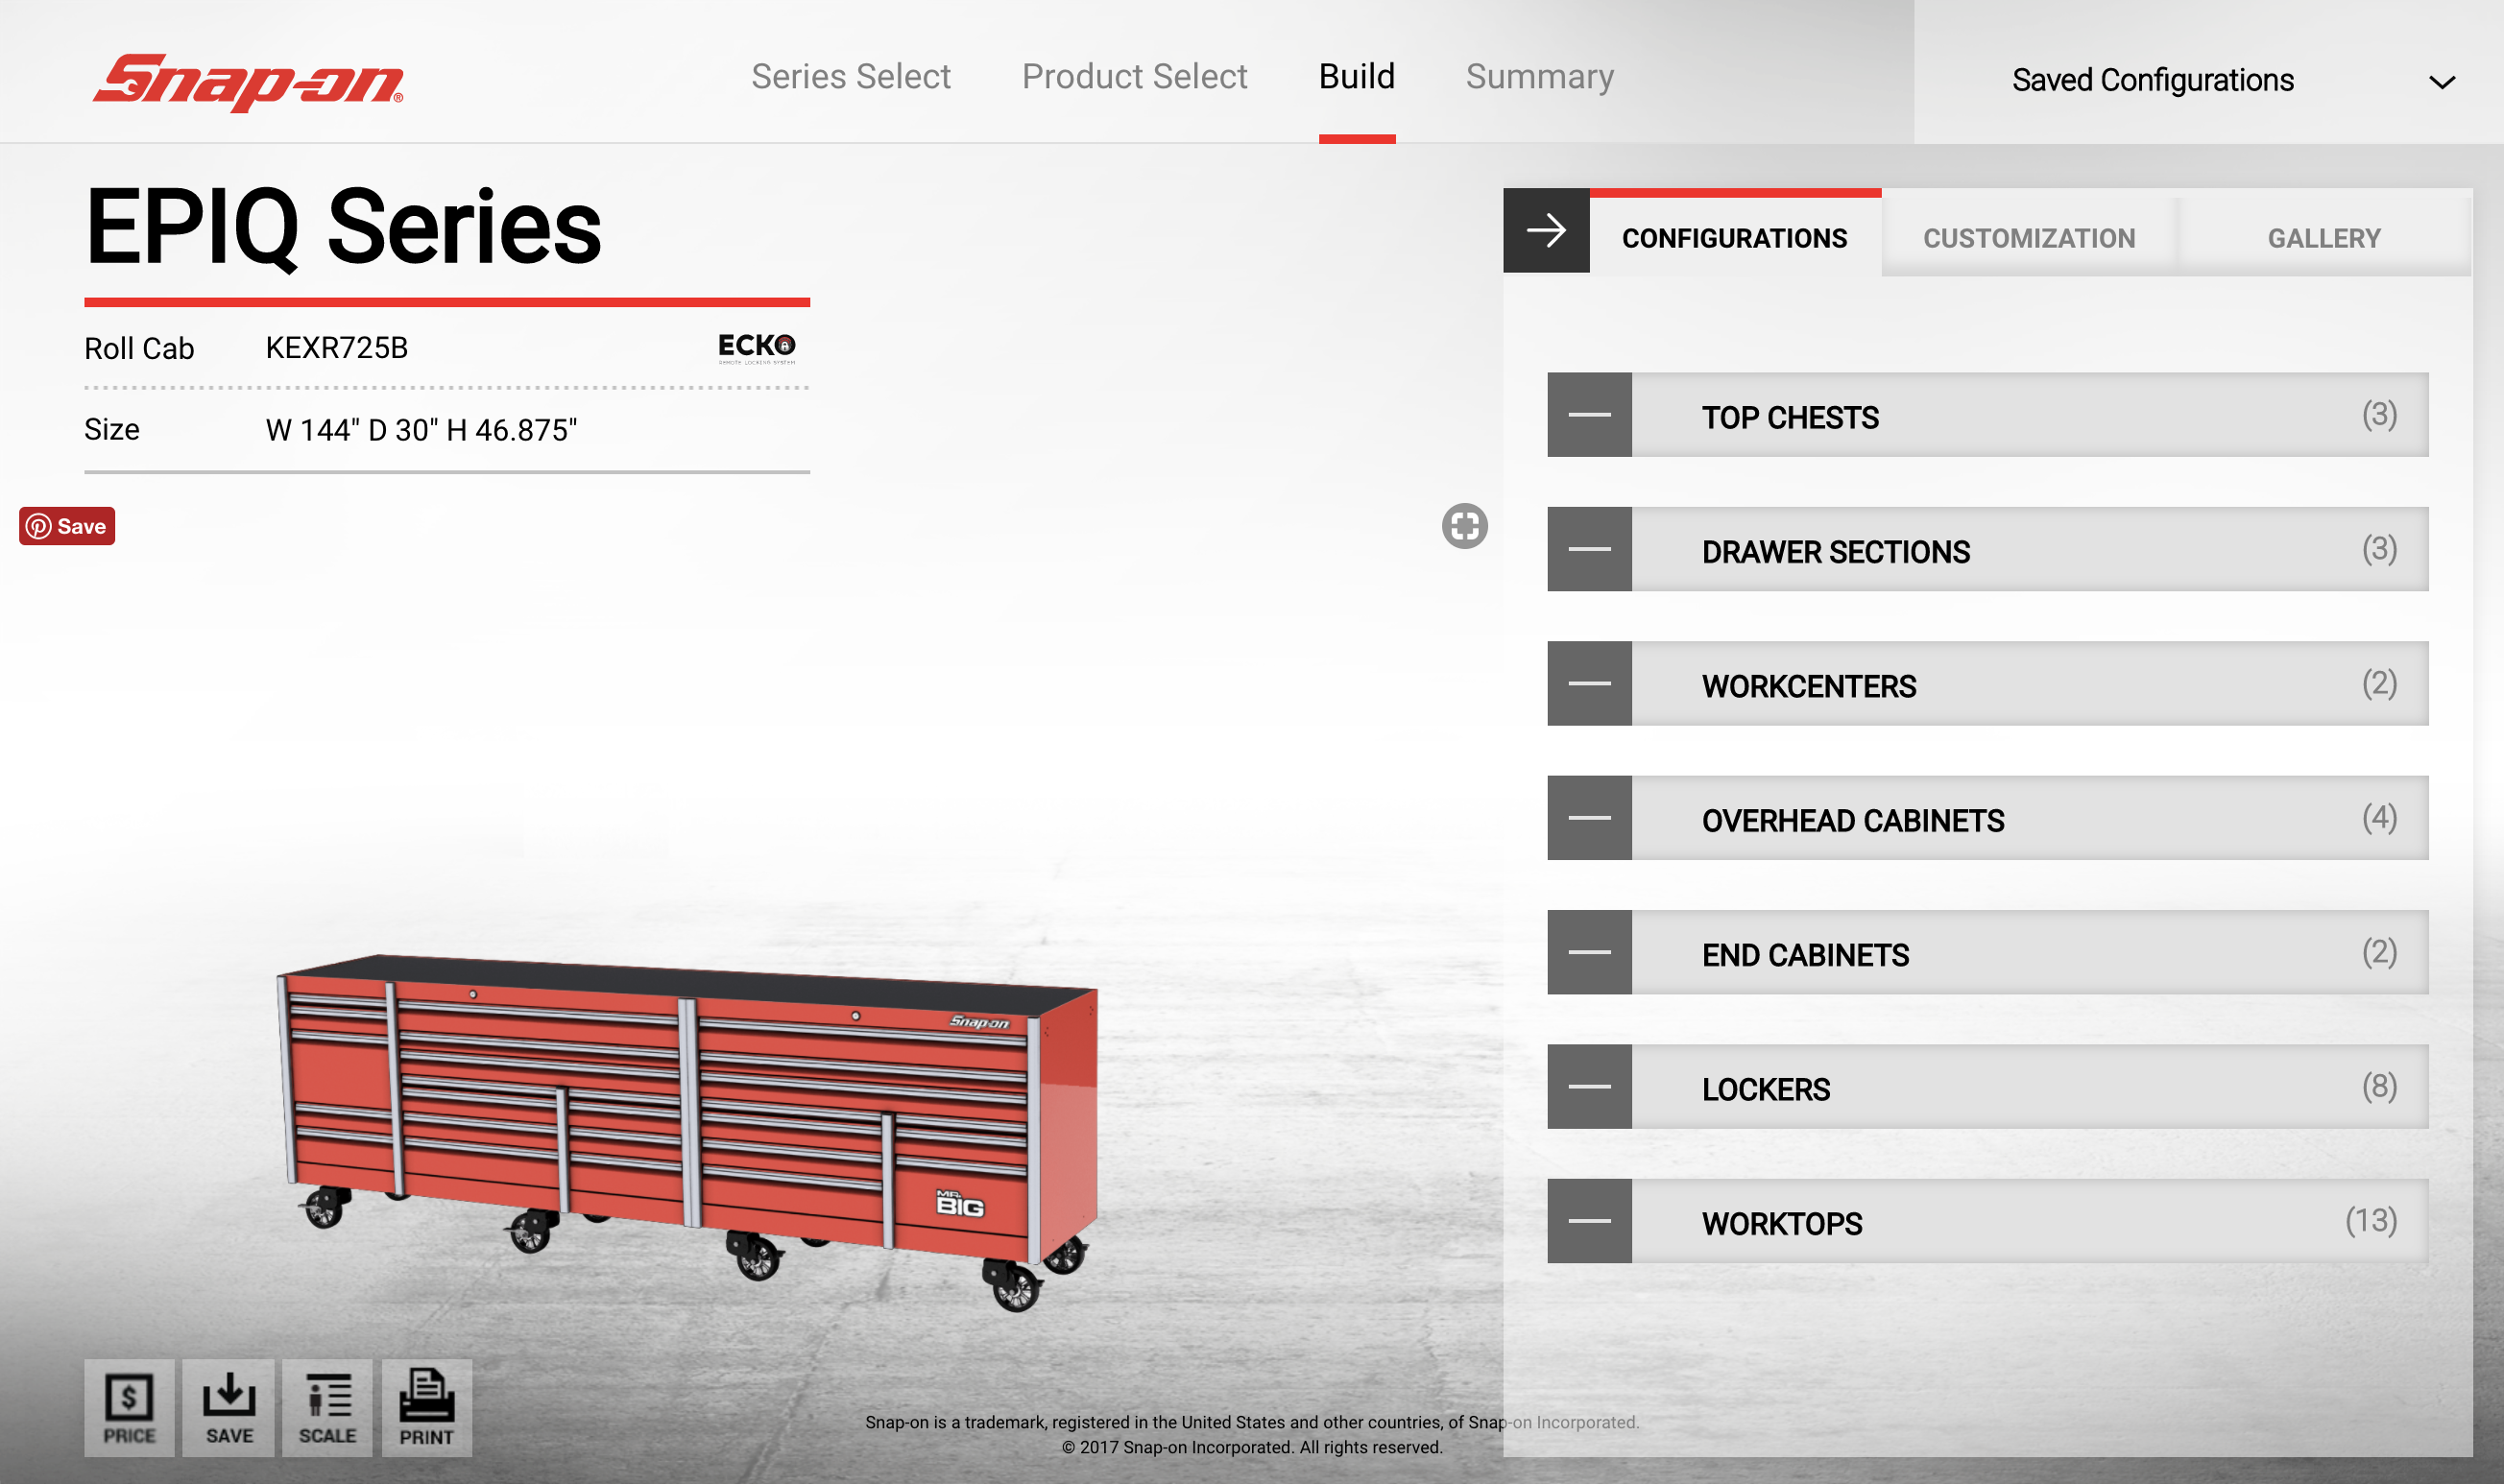 Snap-on®
Series Select
Product Select
Build
Summary
Saved Configurations
EPIQ Series
Roll Cab KEXR725B ECKO
REMOTE LOCKING SYSTEM
Size W 144" D 30" H 46.875"
Save
CONFIGURATIONS
CUSTOMIZATION
GALLERY
TOP CHESTS (3)
DRAWER SECTIONS (3)
WORKCENTERS (2)
OVERHEAD CABINETS (4)
END CABINETS (2)
LOCKERS (8)
WORKTOPS (13)
Snap-on
MR.
BIG
$
PRICE
SAVE
SCALE
PRINT
Snap-on is a trademark, registered in the United States and other countries, of Snap-on Incorporated.
© 2017 Snap-on Incorporated. All rights reserved.